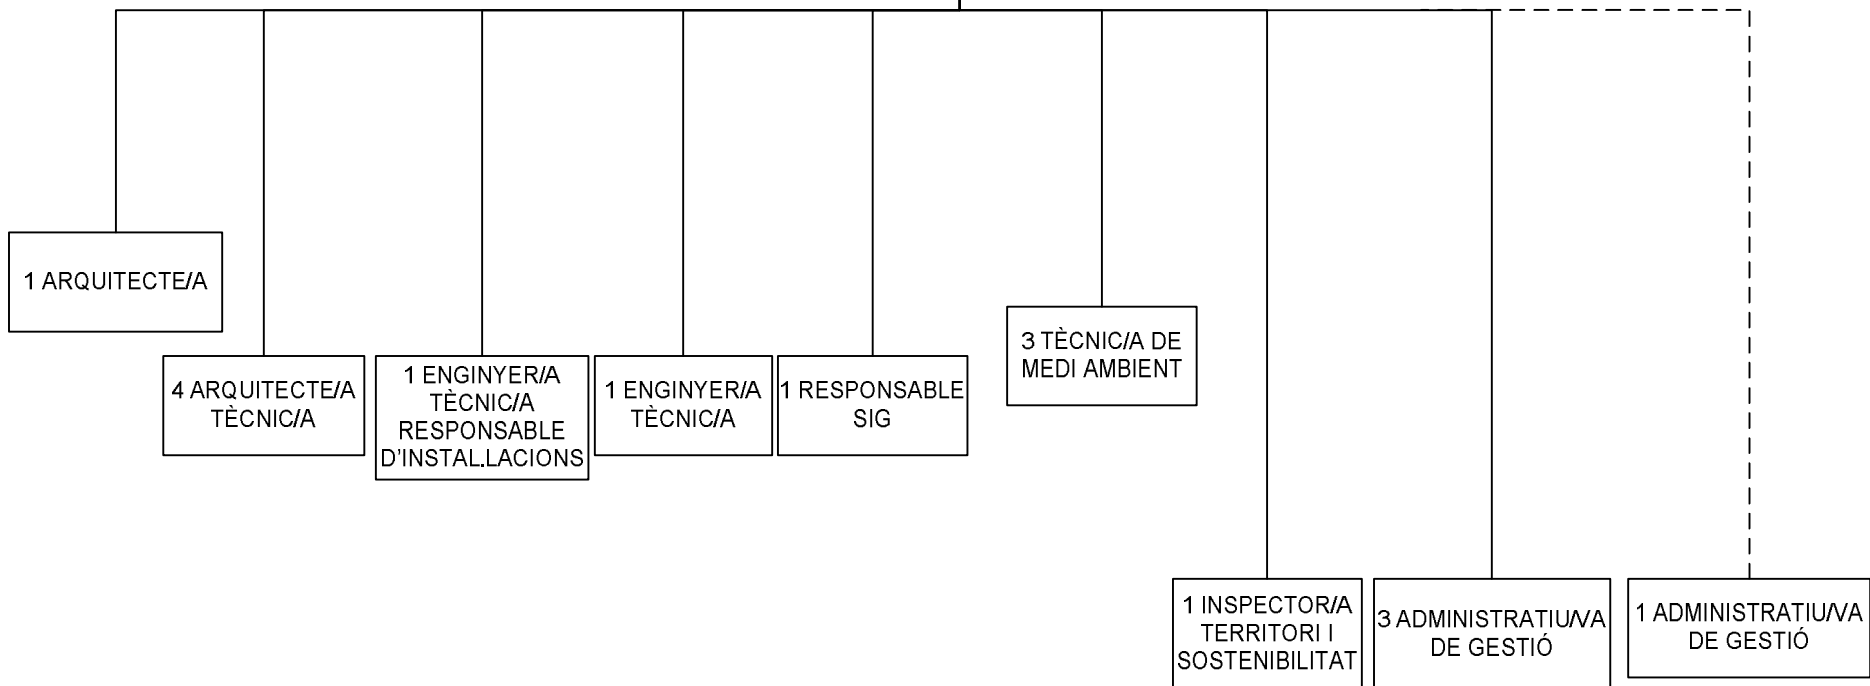 1 ARQUITECTE/A
4 ARQUITECTE/A
TÈCNIC/A
1 ENGINYER/A
TÈCNIC/A
RESPONSABLE
D'INSTAL.LACIONS
1 ENGINYER/A
TÈCNIC/A
1 RESPONSABLE
SIG
3 TÈCNIC/A DE
MEDI AMBIENT
1 INSPECTOR/A
TERRITORI I
SOSTENIBILITAT
3 ADMINISTRATIU/VA
DE GESTIÓ
1 ADMINISTRATIU/VA
DE GESTIÓ